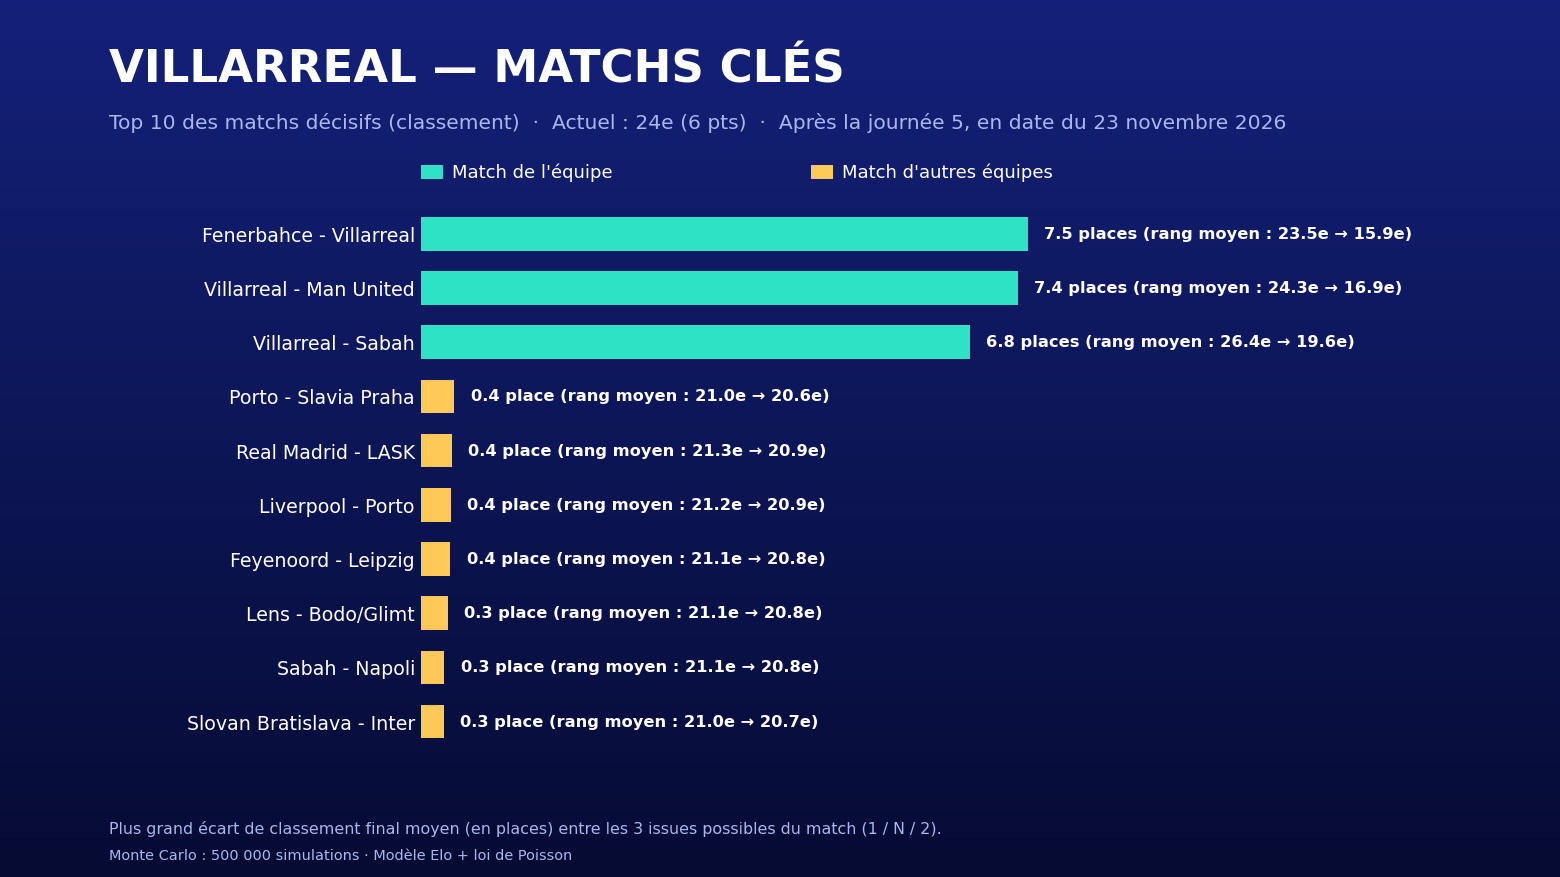 VILLARREAL — MATCHS CLÉS
Top 10 des matchs décisifs (classement) · Actuel : 24e (6 pts) · Après la journée 5, en date du 23 novembre 2026
Match de l'équipe Match d'autres équipes
Fenerbahce - Villarreal 7.5 places (rang moyen : 23.5e → 15.9e)
Villarreal - Man United 7.4 places (rang moyen : 24.3e → 16.9e)
Villarreal - Sabah 6.8 places (rang moyen : 26.4e → 19.6e)
Porto - Slavia Praha 0.4 place (rang moyen : 21.0e → 20.6e)
Real Madrid - LASK 0.4 place (rang moyen : 21.3e → 20.9e)
Liverpool - Porto 0.4 place (rang moyen : 21.2e → 20.9e)
Feyenoord - Leipzig 0.4 place (rang moyen : 21.1e → 20.8e)
Lens - Bodo/Glimt 0.3 place (rang moyen : 21.1e → 20.8e)
Sabah - Napoli 0.3 place (rang moyen : 21.1e → 20.8e)
Slovan Bratislava - Inter 0.3 place (rang moyen : 21.0e → 20.7e)
Plus grand écart de classement final moyen (en places) entre les 3 issues possibles du match (1 / N / 2).
Monte Carlo : 500 000 simulations · Modèle Elo + loi de Poisson